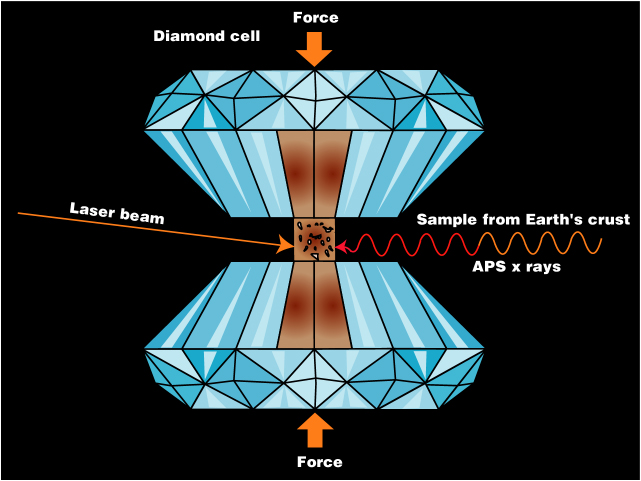 Force
Diamond cell
Laser beam
Sample from Earth's crust
APS x rays
Force